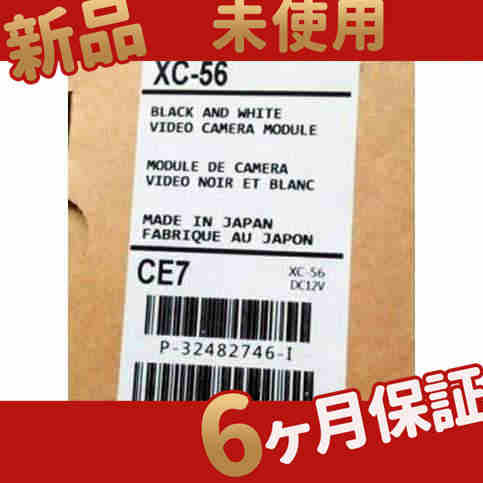 新品 未使用
XC-56
BLACK AND WHITE
VIDEO CAMERA MODULE
MODULE DE CAMERA
VIDEO NOIR ET BLANC
MADE IN JAPAN
FABRIQUE AU JAPON
CE7 XC-56
DC12V
P-32482746-I
6ヶ月保証